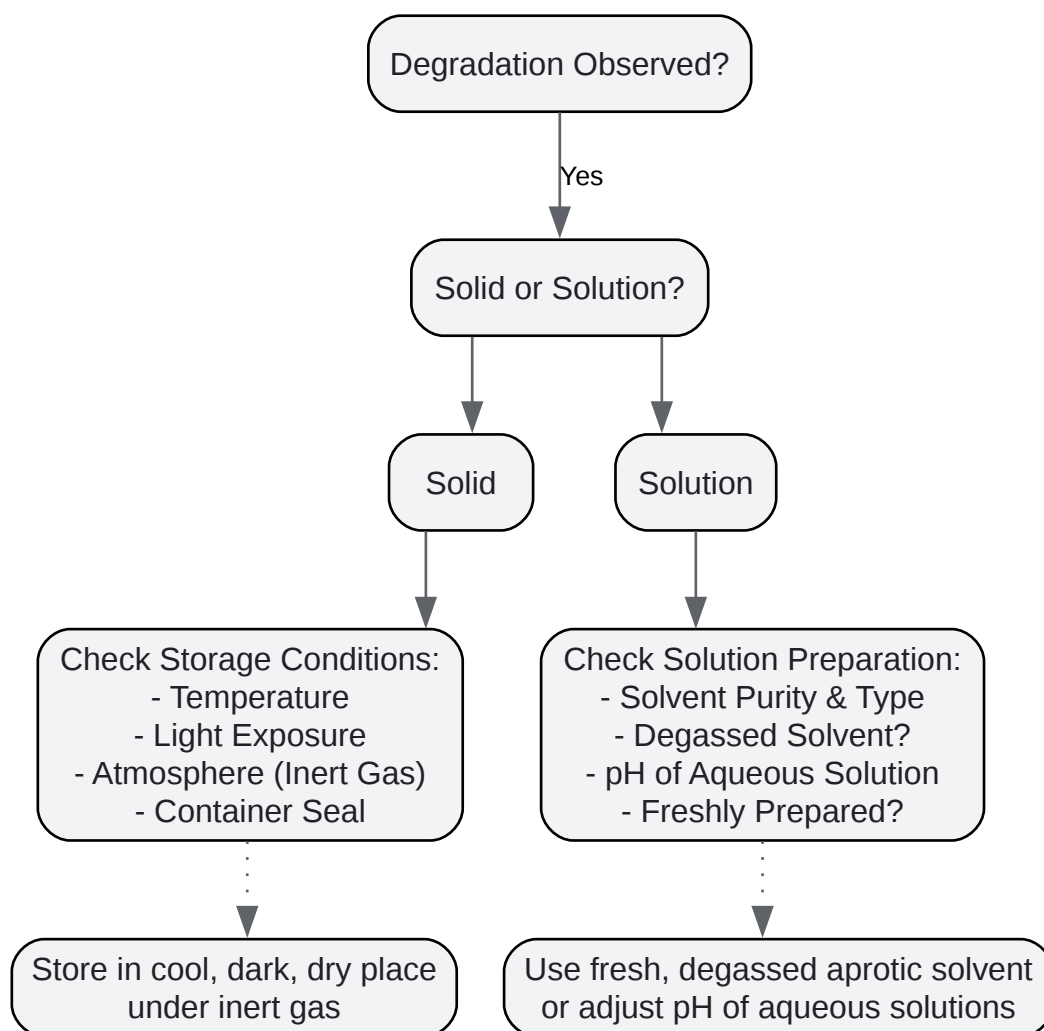 Degradation Observed?
Yes
Solid or Solution?
Solid
Solution
Check Storage Conditions:
- Temperature
- Light Exposure
- Atmosphere (Inert Gas)
- Container Seal
Check Solution Preparation:
- Solvent Purity & Type
- Degassed Solvent?
- pH of Aqueous Solution
- Freshly Prepared?
Store in cool, dark, dry place
under inert gas
Use fresh, degassed aprotic solvent
or adjust pH of aqueous solutions